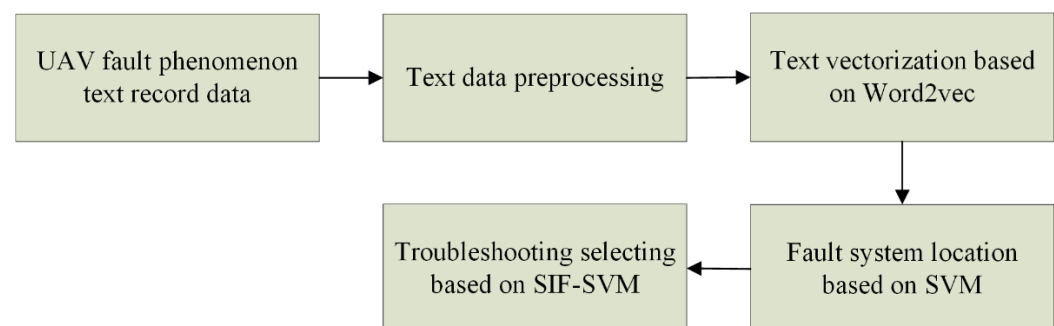 UAV fault phenomenon
text record data
Text data preprocessing
Text vectorization based
on Word2vec
Fault system location
based on SVM
Troubleshooting selecting
based on SIF-SVM